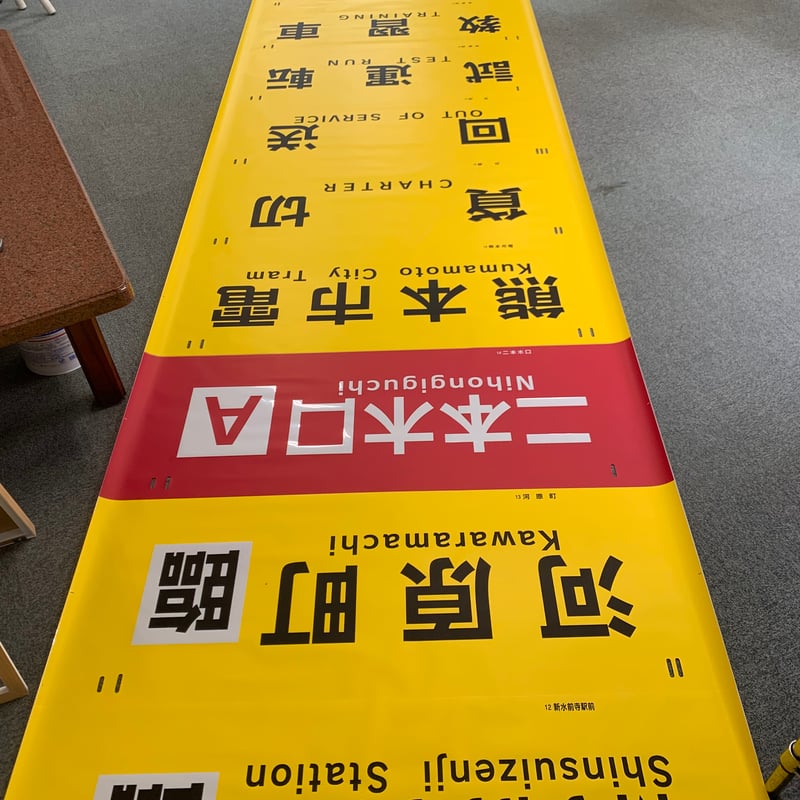 Shinsuizenji Station
12 新水前寺駅前
河原町 臨
Kawaramachi
13 河原町
二本木口 A
Nihongiguchi
熊本市電
Kumamoto City Tram
貸切
CHARTER
回送
OUT OF SERVICE
試運転
TEST RUN
教習車
TRAINING